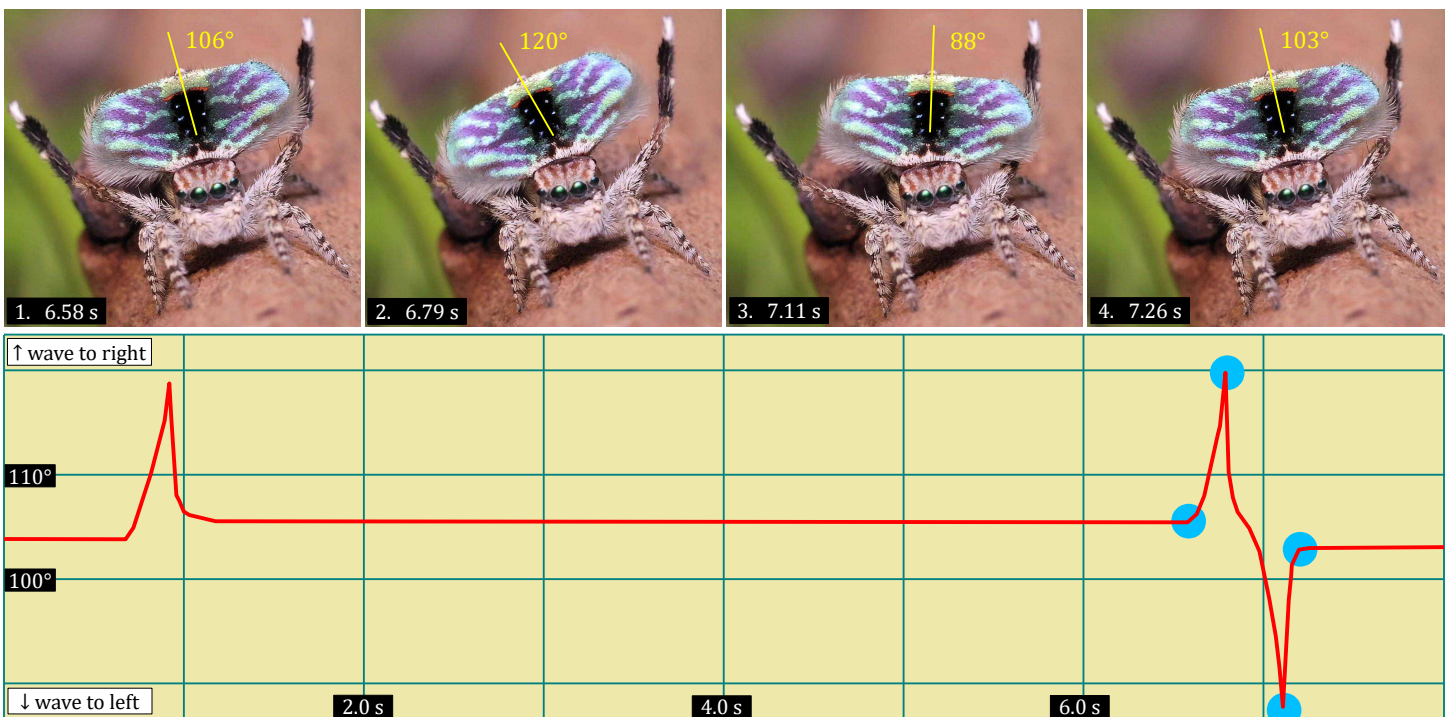 106°
120°
88°
103°
1. 6.58 s
2. 6.79 s
3. 7.11 s
4. 7.26 s
↑ wave to right
110°
100°
↓ wave to left
2.0 s
4.0 s
6.0 s